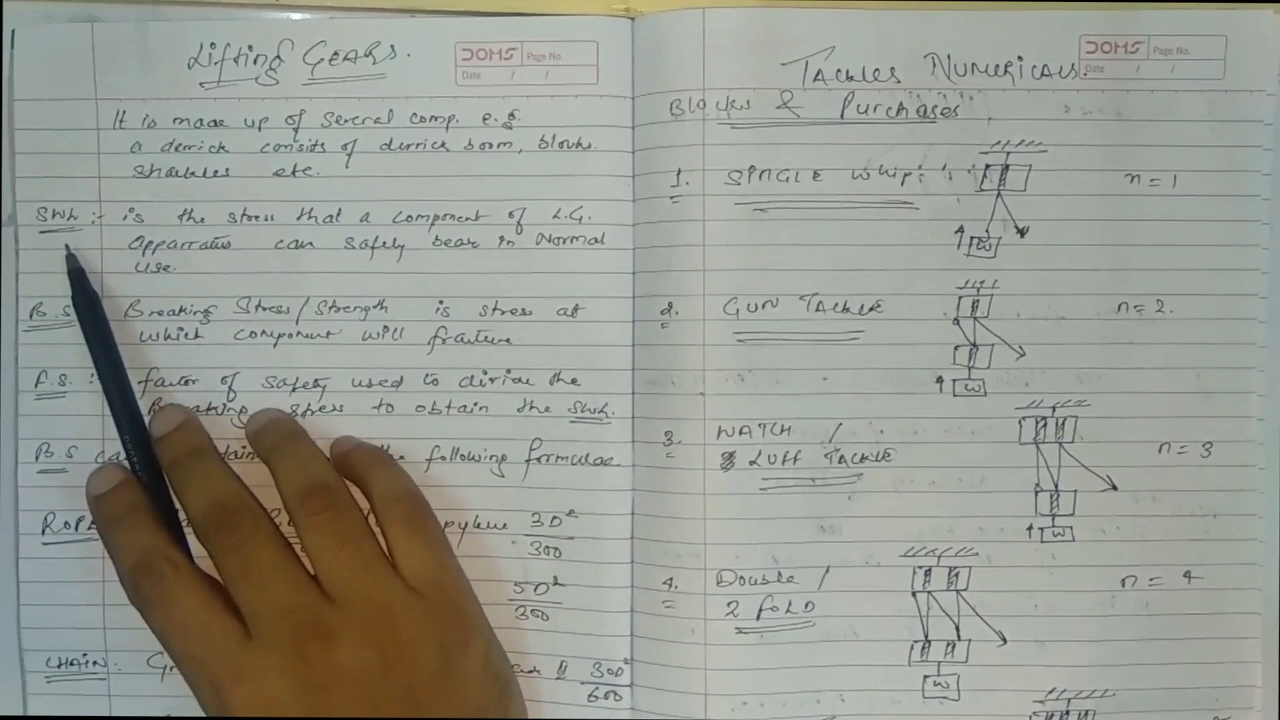 Lifting GEARS.
DOMS Page No.
Date / /
It is made up of several comp. e.g.
a derrick consists of derrick boom, blocks.
shackles etc.
SWL :- is the stress that a component of L.G.
apparatus can safely bear in Normal
use.
B.S Breaking Stress/Strength is stress at
which component will fracture
F.S. : factor of safety used to divide the
stress to obtain the SWL.
B.S the following formulae
ROPE 3D²
300
5D²
300
CHAIN : 30D²
600
TACKLES NUMERICALS.
DOMS Page No.
Date / /
Blocks & Purchases
1. SINGLE Whip : n = 1
W
2. GUN TACKLE n = 2.
W
3. WATCH / n = 3
LUFF TACKLE
W
4. Double / n = 4
2 FOLD
W